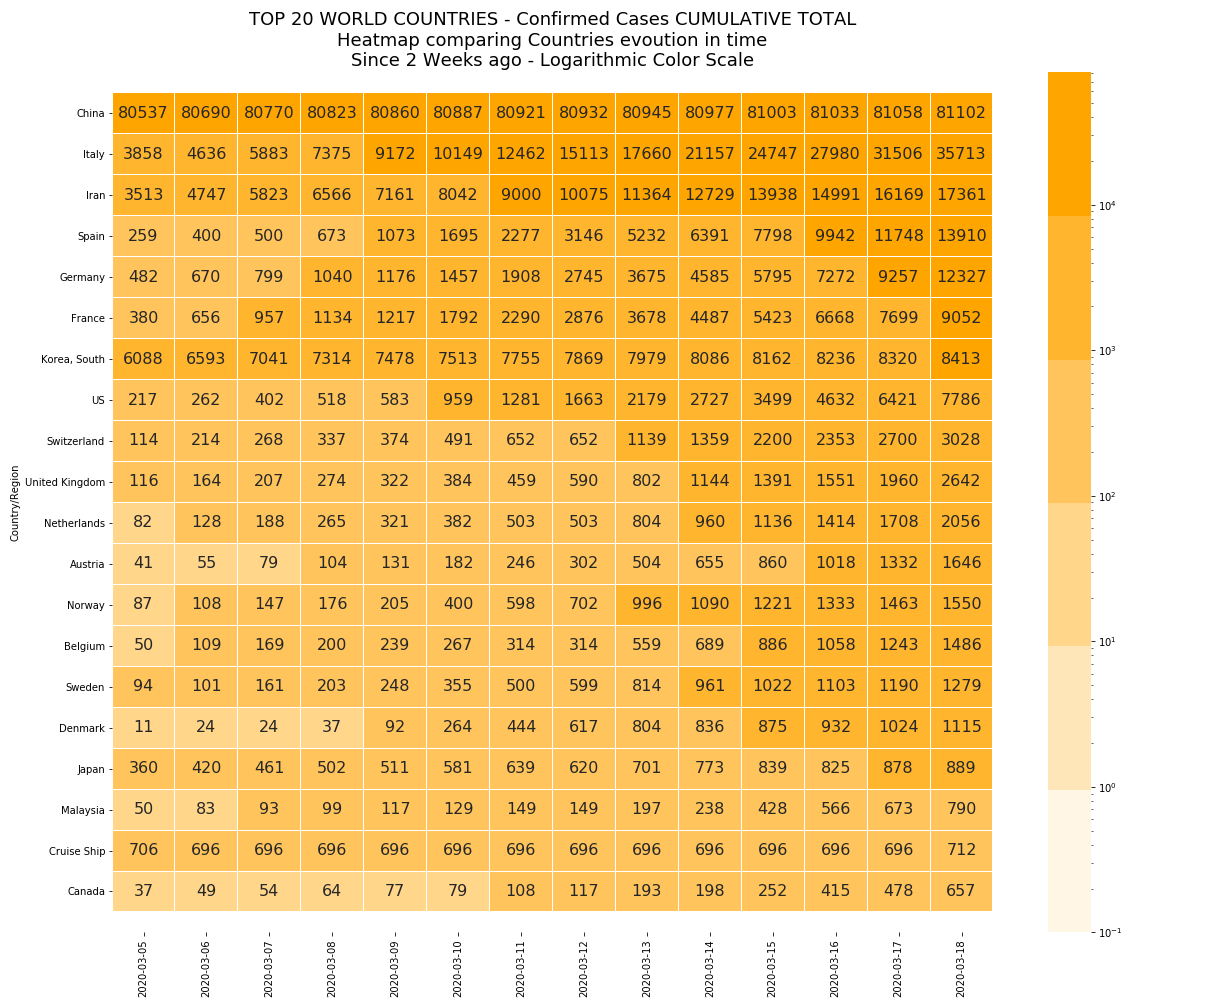 TOP 20 WORLD COUNTRIES - Confirmed Cases CUMULATIVE TOTAL
Heatmap comparing Countries evoution in time
Since 2 Weeks ago - Logarithmic Color Scale
Country/Region
China 80537 80690 80770 80823 80860 80887 80921 80932 80945 80977 81003 81033 81058 81102
Italy 3858 4636 5883 7375 9172 10149 12462 15113 17660 21157 24747 27980 31506 35713
Iran 3513 4747 5823 6566 7161 8042 9000 10075 11364 12729 13938 14991 16169 17361
Spain 259 400 500 673 1073 1695 2277 3146 5232 6391 7798 9942 11748 13910
Germany 482 670 799 1040 1176 1457 1908 2745 3675 4585 5795 7272 9257 12327
France 380 656 957 1134 1217 1792 2290 2876 3678 4487 5423 6668 7699 9052
Korea, South 6088 6593 7041 7314 7478 7513 7755 7869 7979 8086 8162 8236 8320 8413
US 217 262 402 518 583 959 1281 1663 2179 2727 3499 4632 6421 7786
Switzerland 114 214 268 337 374 491 652 652 1139 1359 2200 2353 2700 3028
United Kingdom 116 164 207 274 322 384 459 590 802 1144 1391 1551 1960 2642
Netherlands 82 128 188 265 321 382 503 503 804 960 1136 1414 1708 2056
Austria 41 55 79 104 131 182 246 302 504 655 860 1018 1332 1646
Norway 87 108 147 176 205 400 598 702 996 1090 1221 1333 1463 1550
Belgium 50 109 169 200 239 267 314 314 559 689 886 1058 1243 1486
Sweden 94 101 161 203 248 355 500 599 814 961 1022 1103 1190 1279
Denmark 11 24 24 37 92 264 444 617 804 836 875 932 1024 1115
Japan 360 420 461 502 511 581 639 620 701 773 839 825 878 889
Malaysia 50 83 93 99 117 129 149 149 197 238 428 566 673 790
Cruise Ship 706 696 696 696 696 696 696 696 696 696 696 696 696 712
Canada 37 49 54 64 77 79 108 117 193 198 252 415 478 657
2020-03-05 2020-03-06 2020-03-07 2020-03-08 2020-03-09 2020-03-10 2020-03-11 2020-03-12 2020-03-13 2020-03-14 2020-03-15 2020-03-16 2020-03-17 2020-03-18
10⁴
10³
10²
10¹
10⁰
10⁻¹